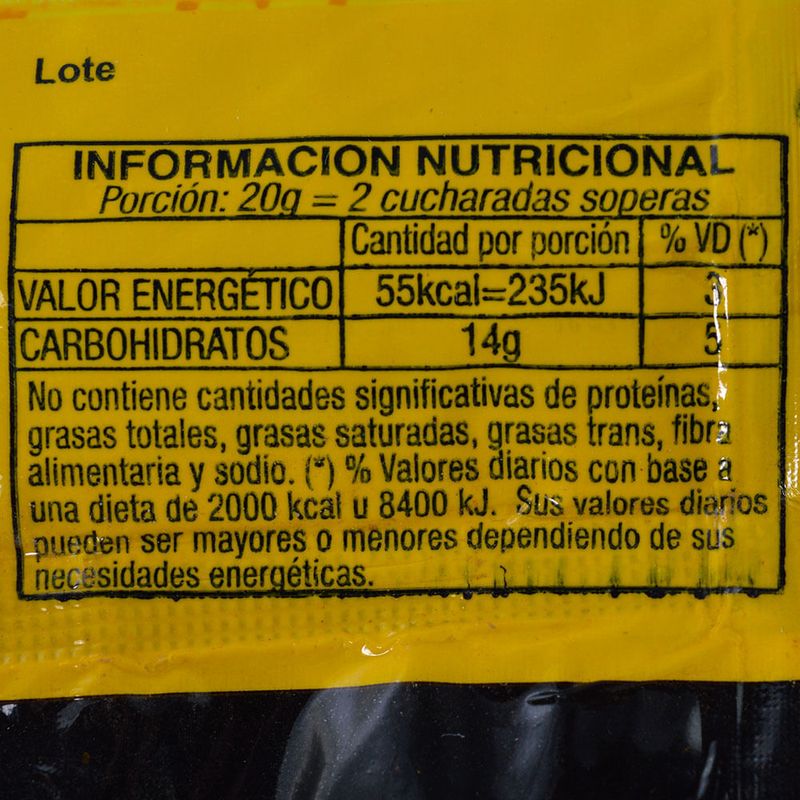 Lote
INFORMACION NUTRICIONAL
Porción: 20g = 2 cucharadas soperas
Cantidad por porción % VD (*)
VALOR ENERGÉTICO 55kcal=235kJ 3
CARBOHIDRATOS 14g 5
No contiene cantidades significativas de proteínas,
grasas totales, grasas saturadas, grasas trans, fibra
alimentaria y sodio. (*) % Valores diarios con base a
una dieta de 2000 kcal u 8400 kJ. Sus valores diarios
pueden ser mayores o menores dependiendo de sus
necesidades energéticas.